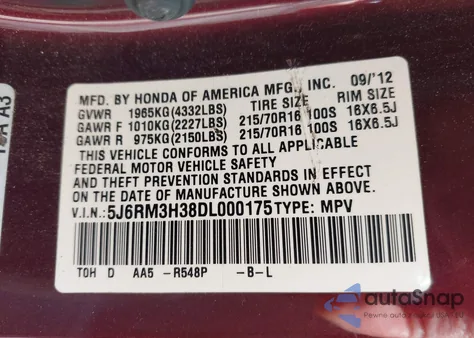 MFD. BY HONDA OF AMERICA MFG., INC. 09/'12
TIRE SIZE RIM SIZE
GVWR 1965KG(4332LBS)
GAWR F 1010KG(2227LBS) 215/70R16 100S 16X6.5J
GAWR R 975KG(2150LBS) 215/70R16 100S 16X6.5J
THIS VEHICLE CONFORMS TO ALL APPLICABLE
FEDERAL MOTOR VEHICLE SAFETY
AND THEFT PREVENTION STANDARDS IN EFFECT
ON THE DATE OF MANUFACTURE SHOWN ABOVE.
V.I.N.: 5J6RM3H38DL000175 TYPE: MPV
TOH D AA5 -R548P -B-L
A A3
autoSnap